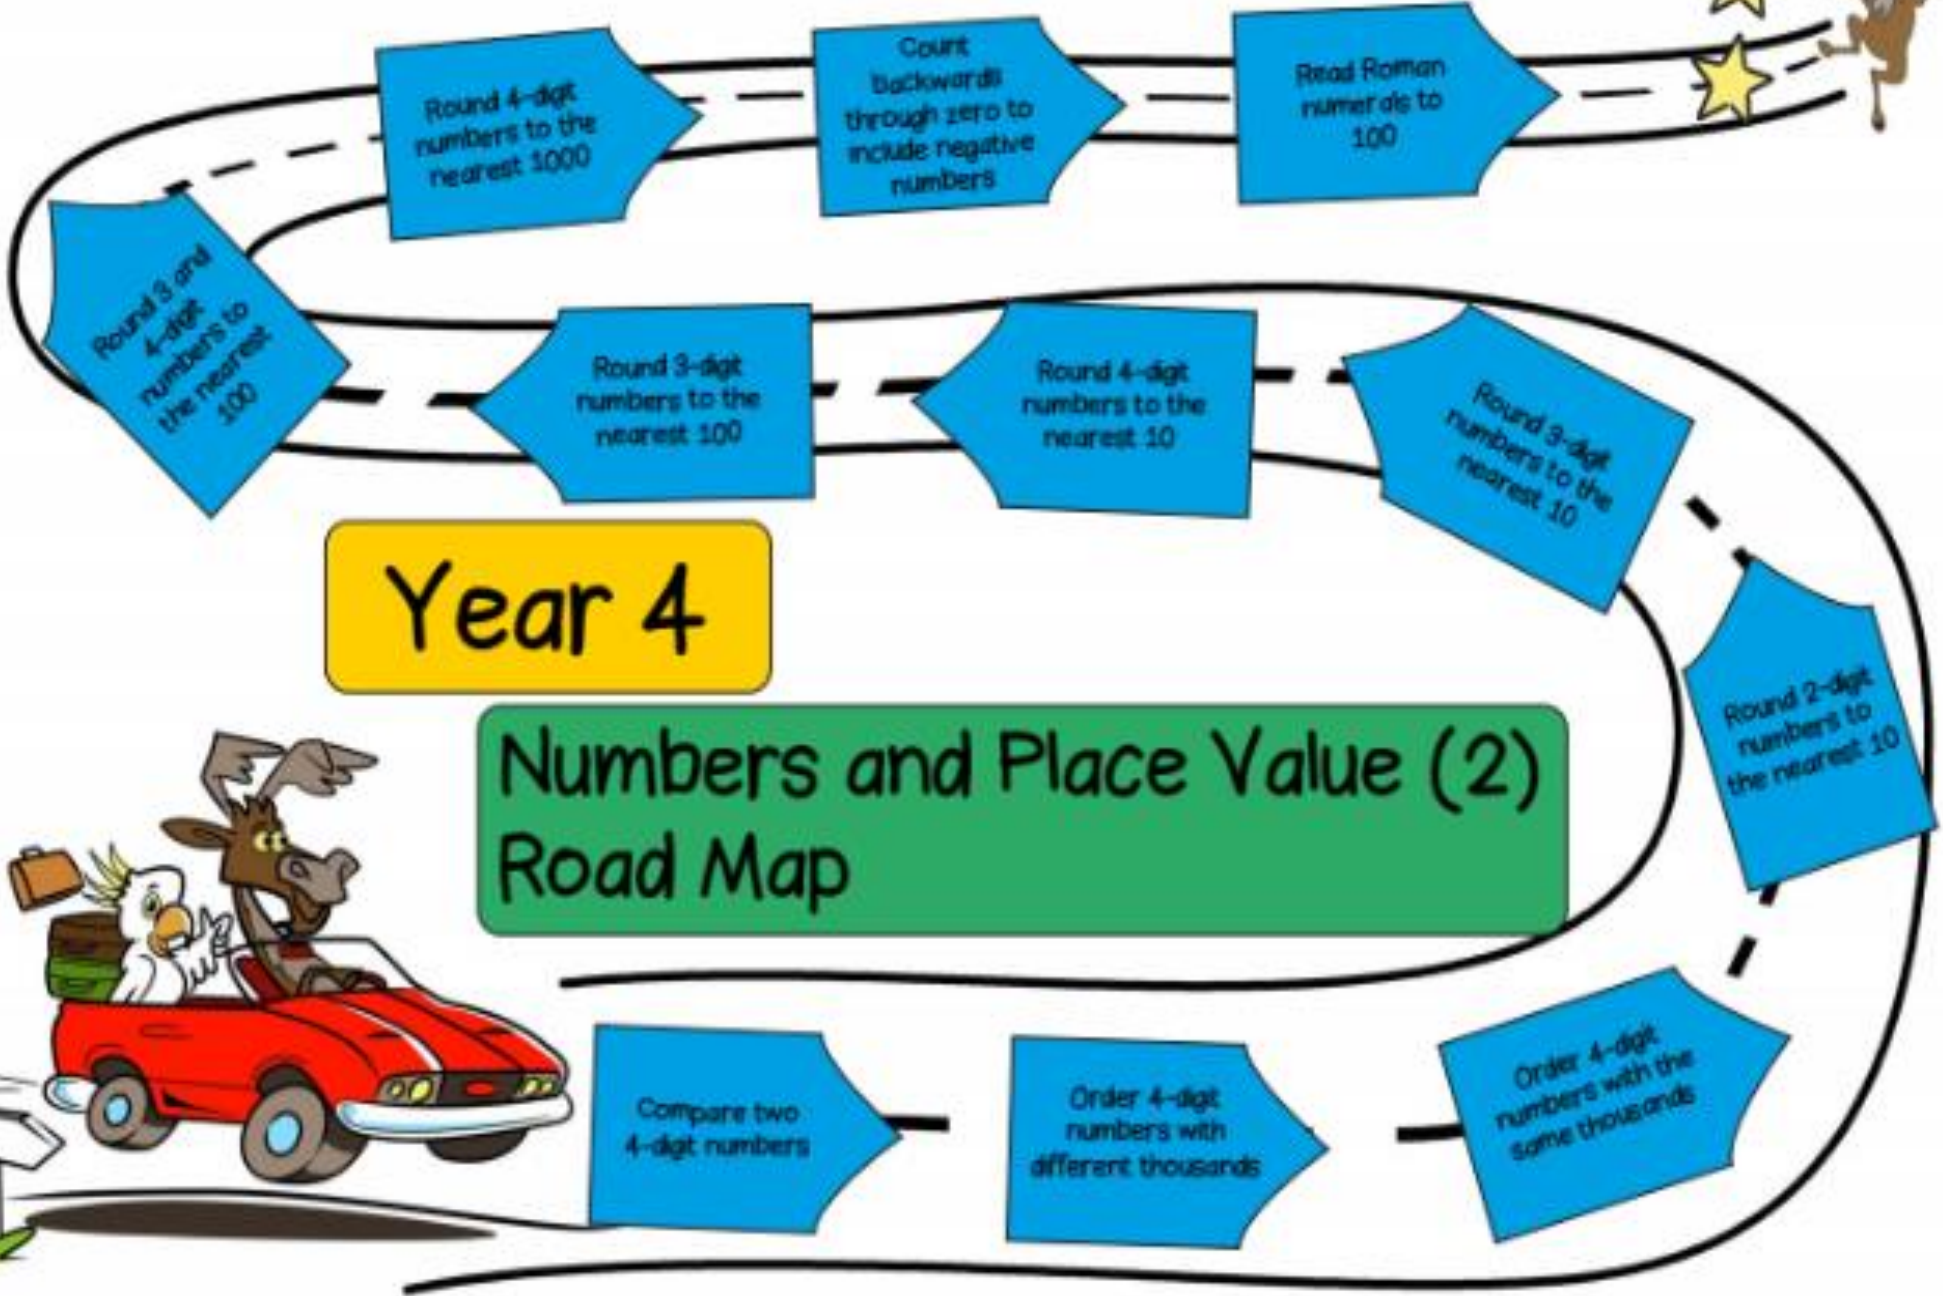 Round 4-digit
numbers to the
nearest 1000
Count
backwards
through zero to
include negative
numbers
Read Roman
numerals to
100
Round 3 and
4-digit
numbers to
the nearest
100
Round 3-digit
numbers to the
nearest 100
Round 4-digit
numbers to the
nearest 10
Round 3-digit
numbers to the
nearest 10
Year 4
Round 2-digit
numbers to
the nearest 10
Numbers and Place Value (2)
Road Map
Compare two
4-digit numbers
Order 4-digit
numbers with
different thousands
Order 4-digit
numbers with the
same thousands